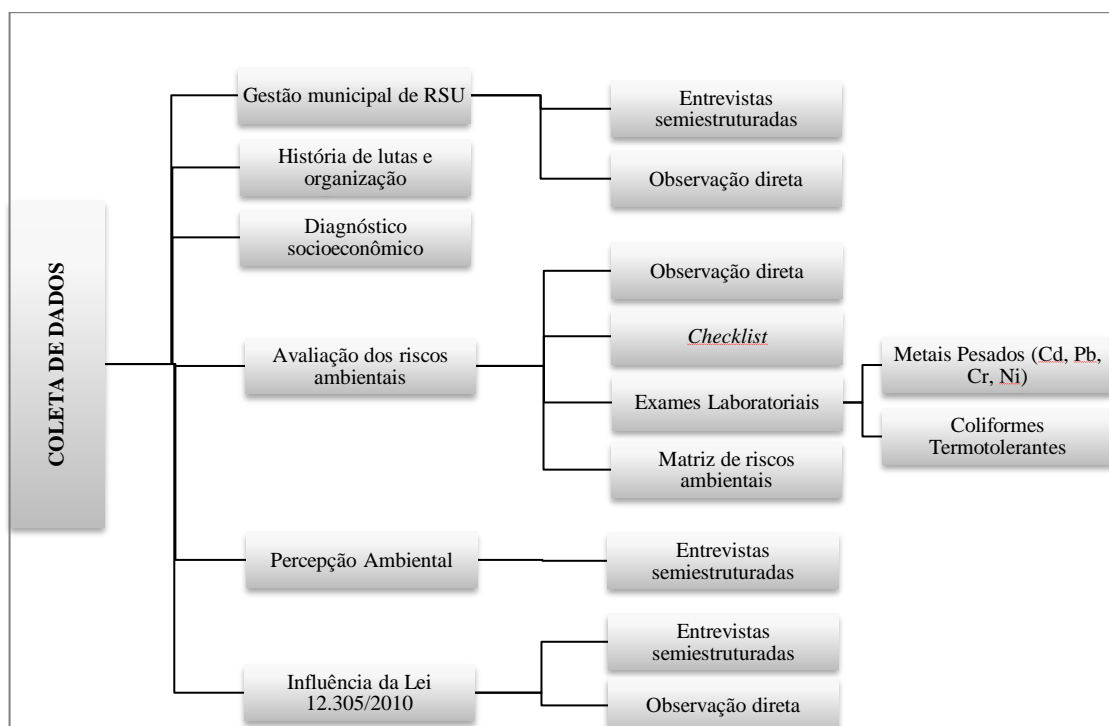 COLETA DE DADOS
Gestão municipal de RSU
Entrevistas
semiestruturadas
Observação direta
História de lutas e
organização
Diagnóstico
socioeconômico
Avaliação dos riscos
ambientais
Observação direta
Checklist
Exames Laboratoriais
Metais Pesados (Cd, Pb,
Cr, Ni)
Coliformes
Termotolerantes
Matriz de riscos
ambientais
Percepção Ambiental
Entrevistas
semiestruturadas
Influência da Lei
12.305/2010
Entrevistas
semiestruturadas
Observação direta